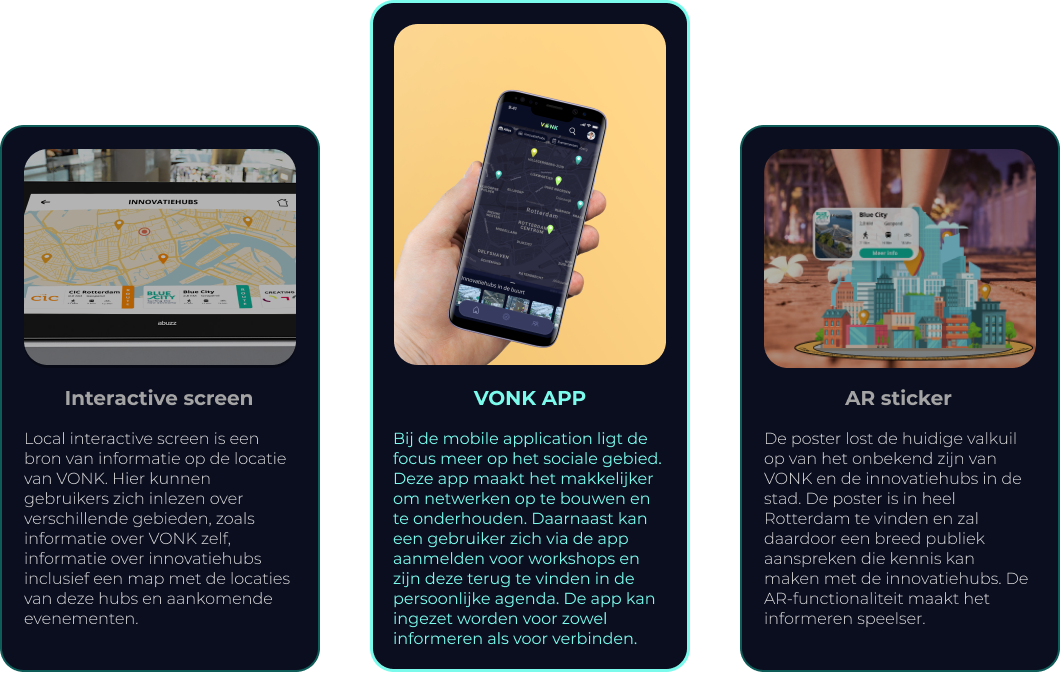 INNOVATIEHUBS
CIC
CIC Rotterdam
ROUTE
BLUE
CITY
Blue City
ROUTE
CREATING
abuzz
Interactive screen
Local interactive screen is een
bron van informatie op de locatie
van VONK. Hier kunnen
gebruikers zich inlezen over
verschillende gebieden, zoals
informatie over VONK zelf,
informatie over innovatiehubs
inclusief een map met de locaties
van deze hubs en aankomende
evenementen.
VONK
Rotterdam
ROTTERDAM
CENTRUM
DELFSHAVEN
Innovatiehubs in de buurt
VONK APP
Bij de mobile application ligt de
focus meer op het sociale gebied.
Deze app maakt het makkelijker
om netwerken op te bouwen en
te onderhouden. Daarnaast kan
een gebruiker zich via de app
aanmelden voor workshops en
zijn deze terug te vinden in de
persoonlijke agenda. De app kan
ingezet worden voor zowel
informeren als voor verbinden.
Blue City
Meer info
AR sticker
De poster lost de huidige valkuil
op van het onbekend zijn van
VONK en de innovatiehubs in de
stad. De poster is in heel
Rotterdam te vinden en zal
daardoor een breed publiek
aanspreken die kennis kan
maken met de innovatiehubs. De
AR-functionaliteit maakt het
informeren speelser.